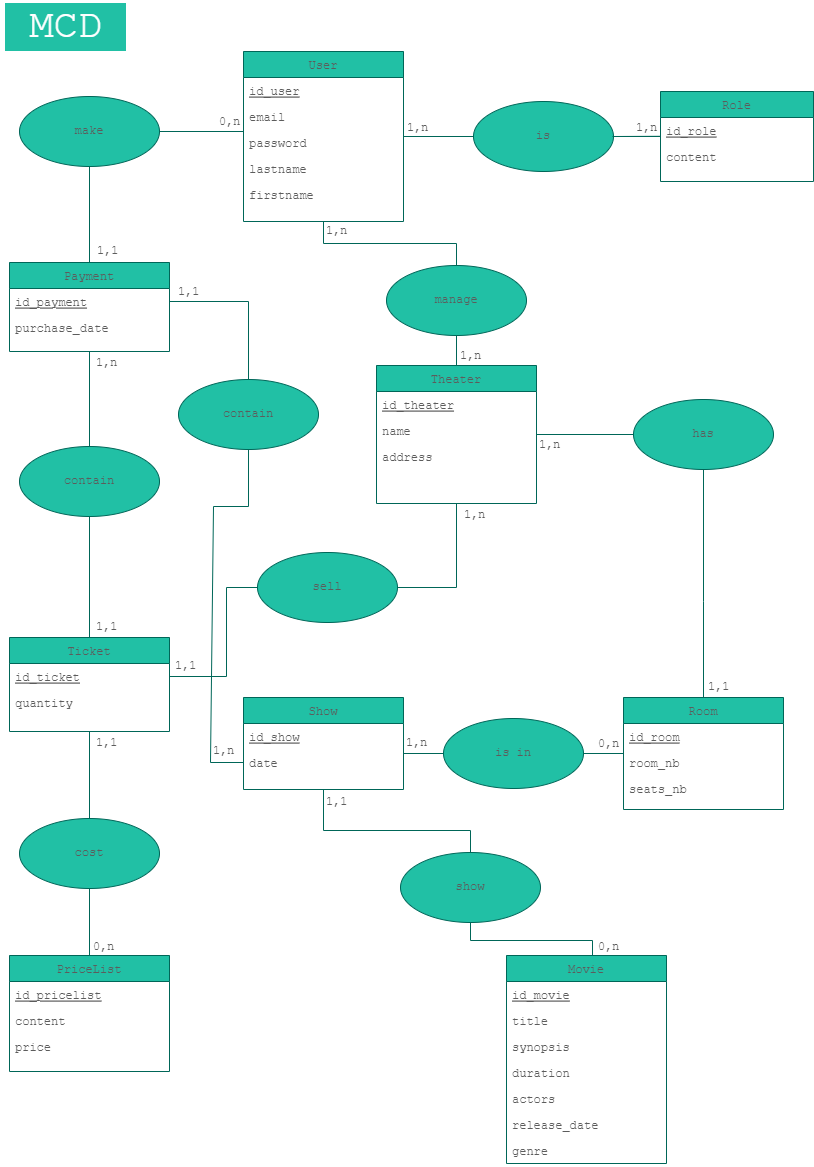 MCD
User
id_user
email
password
lastname
firstname
make
0,n
1,n
is
1,n
Role
id_role
content
1,n
1,1
Payment
id_payment
purchase_date
1,1
manage
1,n
1,n
contain
Theater
id_theater
name
address
1,n
has
contain
1,n
sell
1,1
Ticket
id_ticket
quantity
1,1
1,1
1,1
Show
id_show
date
1,n
1,n
is in
0,n
Room
id_room
room_nb
seats_nb
1,1
cost
show
0,n
0,n
PriceList
id_pricelist
content
price
Movie
id_movie
title
synopsis
duration
actors
release_date
genre